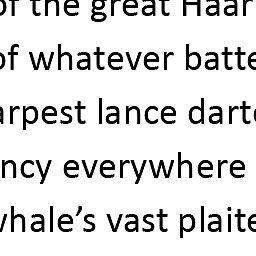 of the great Haar
of whatever batte
arpest lance darte
ncy everywhere
whale’s vast plaite